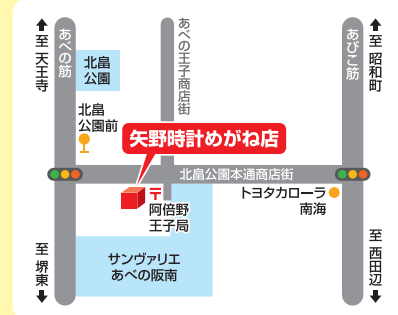 至 天王寺
あべの筋
北畠
公園
あべの王子商店街
あびこ筋
至 昭和町
北畠
公園前
矢野時計めがね店
北畠公園本通商店街
〒
阿倍野
王子局
トヨタカローラ
南海
至 堺東
サンヴァリエ
あべの阪南
至 西田辺